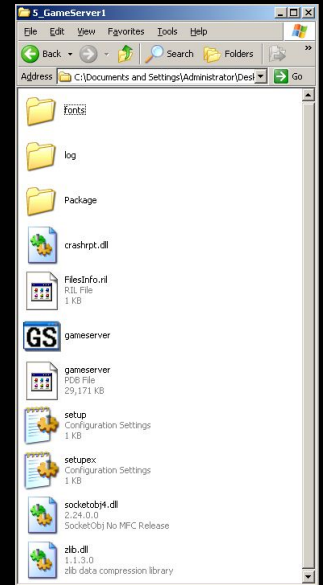 5_GameServer1
File Edit View Favorites Tools Help
Back Search Folders »
Address C:\Documents and Settings\Administrator\Desk Go
fonts
log
Package
crashrpt.dll
FilesInfo.ril
RIL File
1 KB
GS gameserver
gameserver
PDB File
29,171 KB
setup
Configuration Settings
1 KB
setupex
Configuration Settings
1 KB
socketobj4.dll
2.24.0.0
SocketObj No MFC Release
zlib.dll
1.1.3.0
zlib data compression library